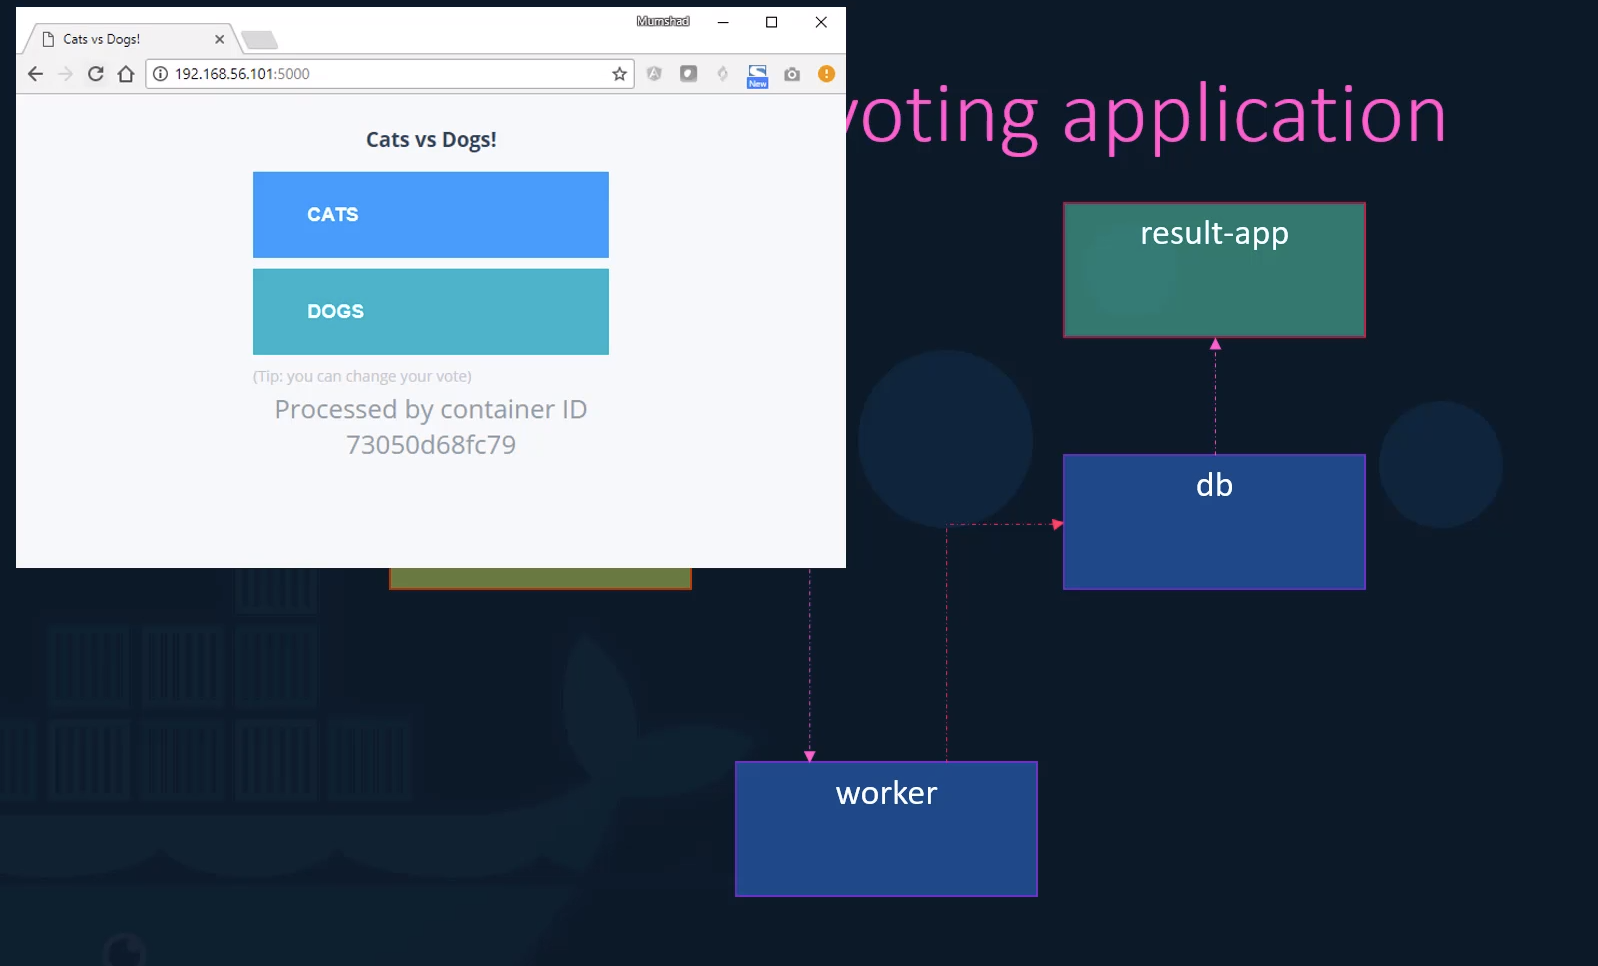 Mumshad
Cats vs Dogs!
192.168.56.101:5000
New
voting application
Cats vs Dogs!
CATS
DOGS
(Tip: you can change your vote)
Processed by container ID
73050d68fc79
result-app
db
worker